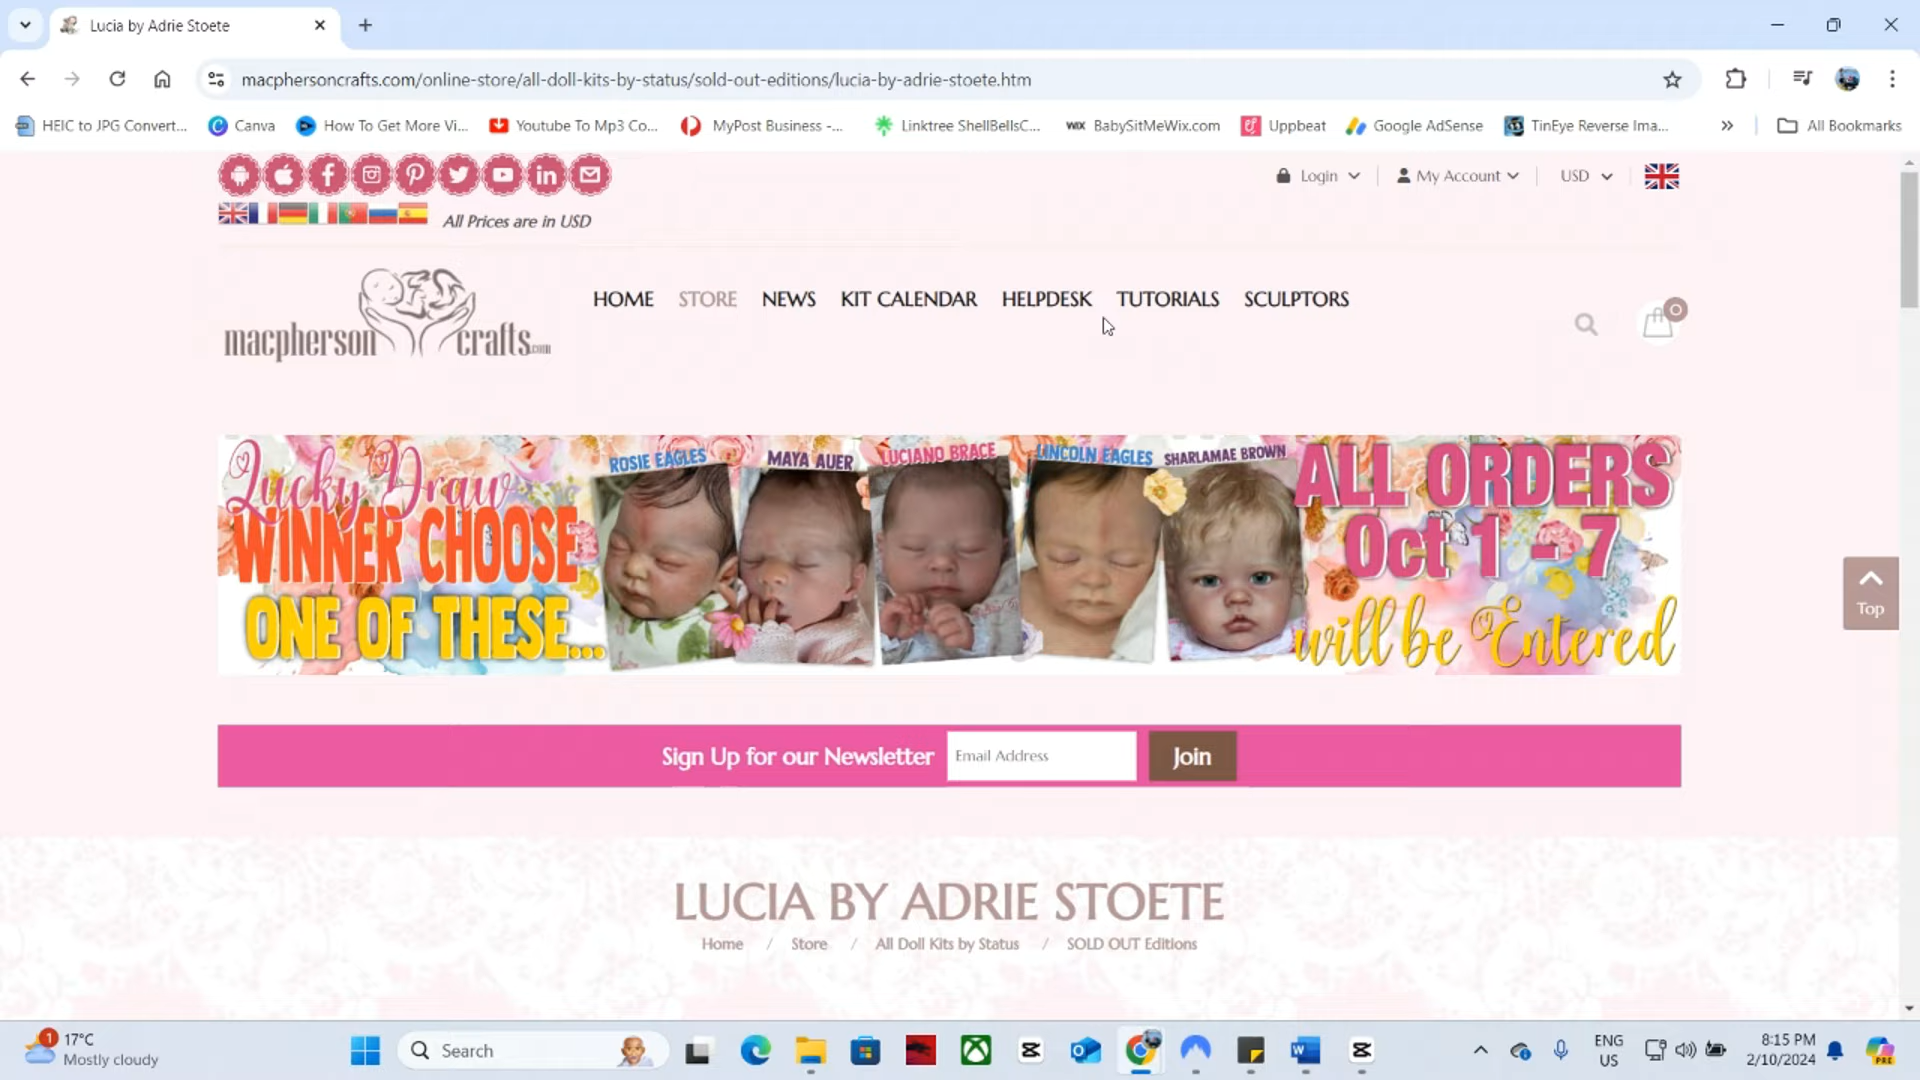 Lucia by Adrie Stoete
macphersoncrafts.com/online-store/all-doll-kits-by-status/sold-out-editions/lucia-by-adrie-stoete.htm
HEIC to JPG Convert...
Canva
How To Get More Vi...
Youtube To Mp3 Co...
MyPost Business -...
Linktree ShellBellsC...
WIX BabySitMeWix.com
Uppbeat
Google AdSense
TinEye Reverse Ima...
All Bookmarks
Login
My Account
USD
All Prices are in USD
macpherson crafts.com
HOME
STORE
NEWS
KIT CALENDAR
HELPDESK
TUTORIALS
SCULPTORS
0
Lucky Draw
WINNER CHOOSE
ONE OF THESE...
ROSIE EAGLES
MAYA AUER
LUCIANO BRACE
LINCOLN EAGLES
SHARLAMAE BROWN
ALL ORDERS
Oct 1 - 7
will be Entered
Top
Sign Up for our Newsletter
Email Address
Join
LUCIA BY ADRIE STOETE
Home / Store / All Doll Kits by Status / SOLD OUT Editions
1
17°C
Mostly cloudy
Search
ENG
US
8:15 PM
2/10/2024
PRE